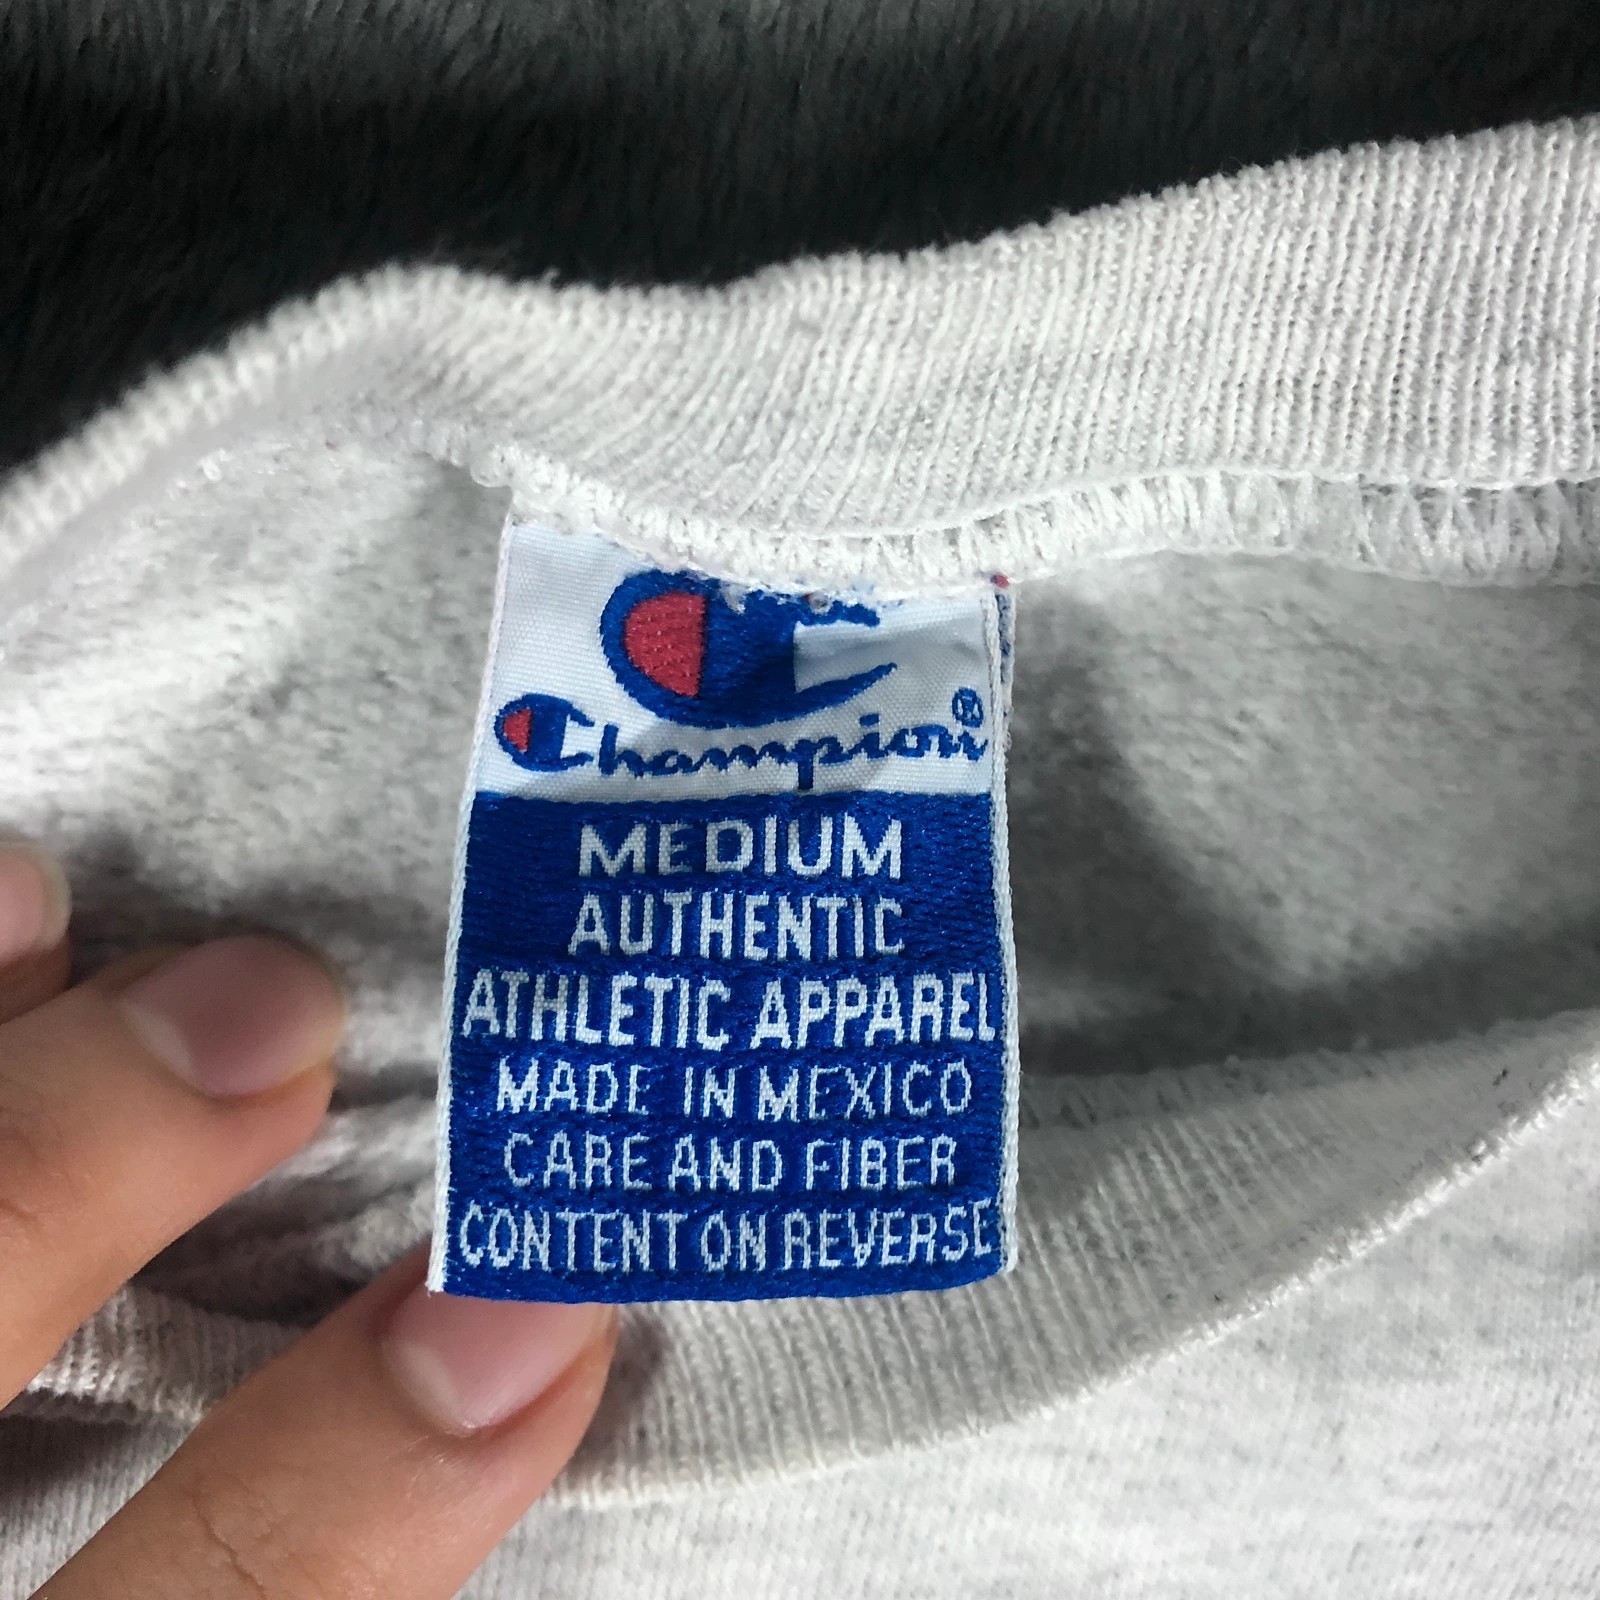 Champion®
MEDIUM
AUTHENTIC
ATHLETIC APPAREL
MADE IN MEXICO
CARE AND FIBER
CONTENT ON REVERSE